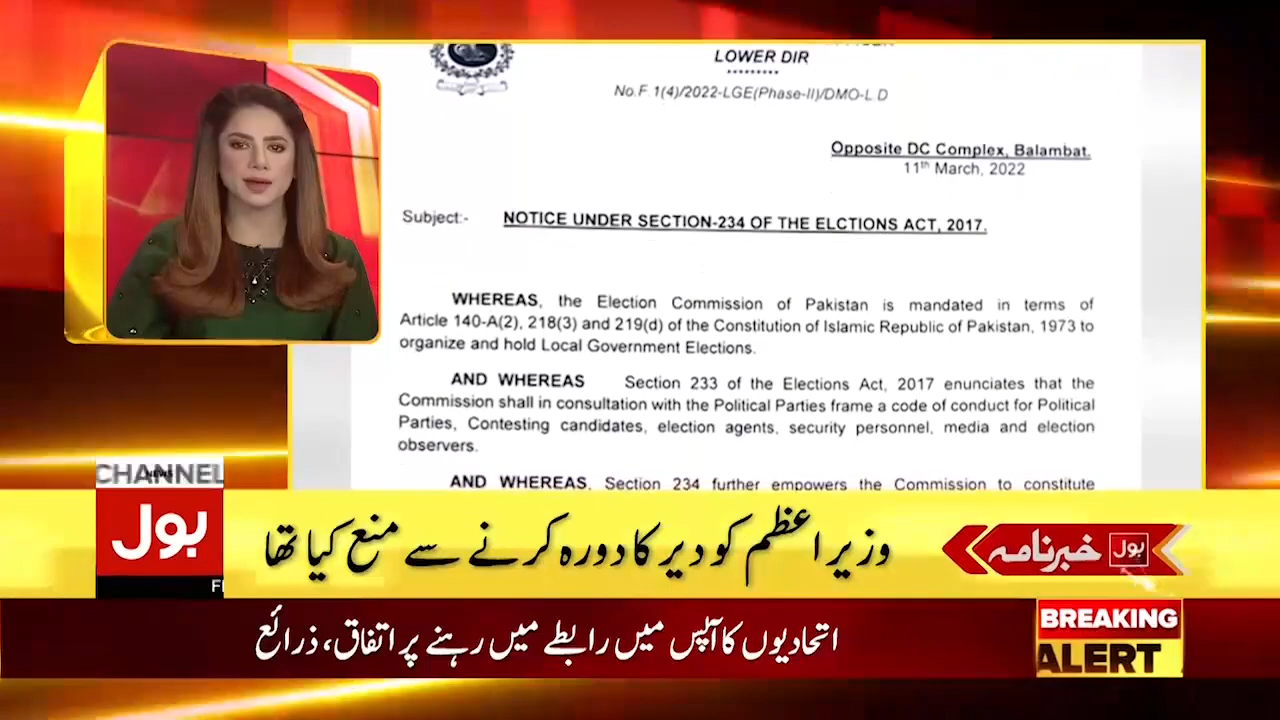 LOWER DIR
*********
No.F.1(4)/2022-LGE(Phase-II)/DMO-L.D
Opposite DC Complex, Balambat.
11th March, 2022
Subject:- NOTICE UNDER SECTION-234 OF THE ELCTIONS ACT, 2017.
WHEREAS, the Election Commission of Pakistan is mandated in terms of
Article 140-A(2), 218(3) and 219(d) of the Constitution of Islamic Republic of Pakistan, 1973 to
organize and hold Local Government Elections.
AND WHEREAS Section 233 of the Elections Act, 2017 enunciates that the
Commission shall in consultation with the Political Parties frame a code of conduct for Political
Parties, Contesting candidates, election agents, security personnel, media and election
observers.
AND WHEREAS, Section 234 further empowers the Commission to constitute
CHANNEL
NEWS
بول
بول خبرنامہ
وزیراعظم کو دیر کا دورہ کرنے سے منع کیا تھا
اتحادیوں کا آپس میں رابطے میں رہنے پر اتفاق، ذرائع
BREAKING
ALERT